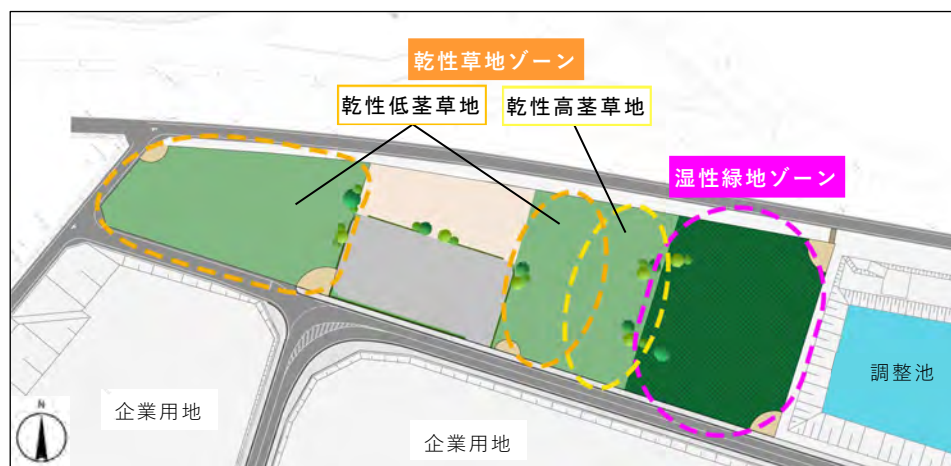 乾性草地ゾーン
乾性低茎草地
乾性高茎草地
湿性緑地ゾーン
調整池
企業用地
企業用地
N